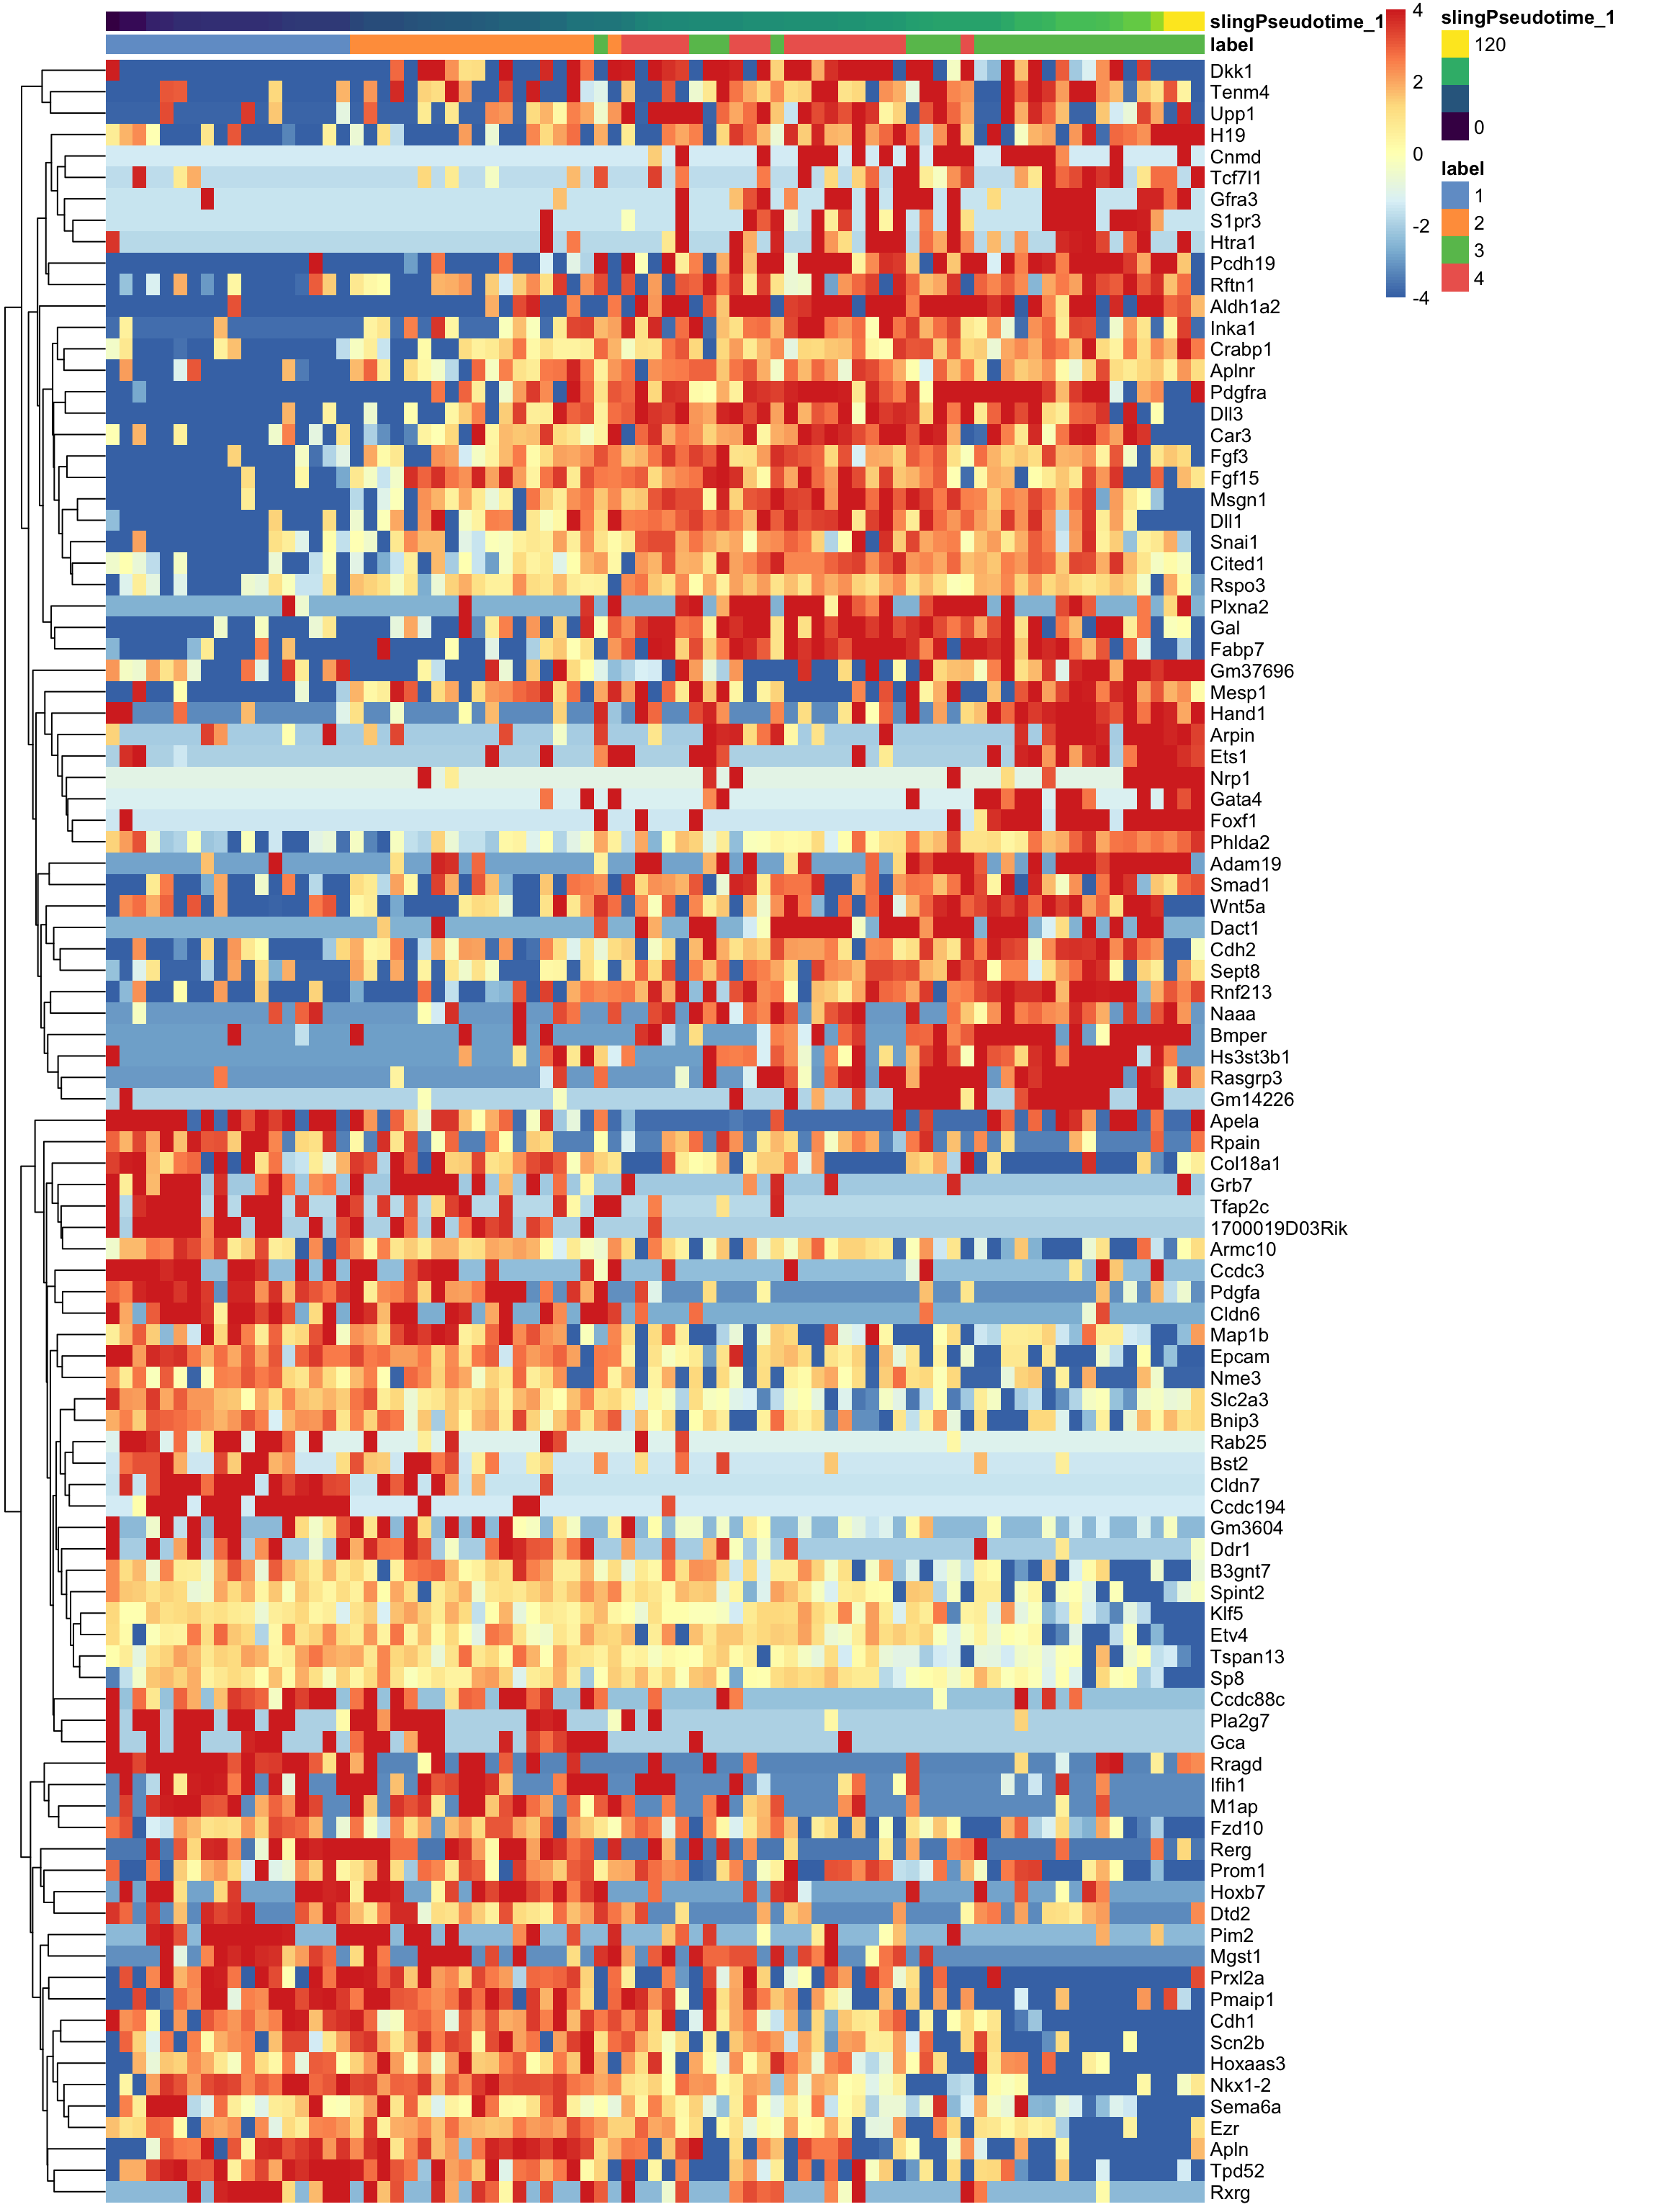 slingPseudotime_1
label
4
2
0
-2
-4
slingPseudotime_1
120
0
label
1
2
3
4
Dkk1
Tenm4
Upp1
H19
Cnmd
Tcf7l1
Gfra3
S1pr3
Htra1
Pcdh19
Rftn1
Aldh1a2
Inka1
Crabp1
Aplnr
Pdgfra
Dll3
Car3
Fgf3
Fgf15
Msgn1
Dll1
Snai1
Cited1
Rspo3
Plxna2
Gal
Fabp7
Gm37696
Mesp1
Hand1
Arpin
Ets1
Nrp1
Gata4
Foxf1
Phlda2
Adam19
Smad1
Wnt5a
Dact1
Cdh2
Sept8
Rnf213
Naaa
Bmper
Hs3st3b1
Rasgrp3
Gm14226
Apela
Rpain
Col18a1
Grb7
Tfap2c
1700019D03Rik
Armc10
Ccdc3
Pdgfa
Cldn6
Map1b
Epcam
Nme3
Slc2a3
Bnip3
Rab25
Bst2
Cldn7
Ccdc194
Gm3604
Ddr1
B3gnt7
Spint2
Klf5
Etv4
Tspan13
Sp8
Ccdc88c
Pla2g7
Gca
Rragd
Ifih1
M1ap
Fzd10
Rerg
Prom1
Hoxb7
Dtd2
Pim2
Mgst1
Prxl2a
Pmaip1
Cdh1
Scn2b
Hoxaas3
Nkx1-2
Sema6a
Ezr
Apln
Tpd52
Rxrg